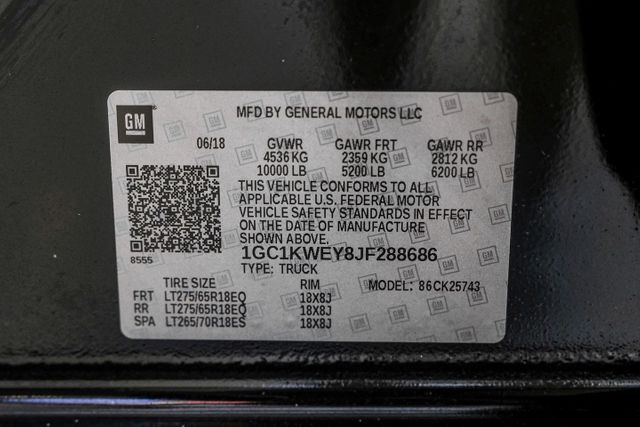 GM
MFD BY GENERAL MOTORS LLC
06/18 GVWR GAWR FRT GAWR RR
4536 KG 2359 KG 2812 KG
10000 LB 5200 LB 6200 LB
THIS VEHICLE CONFORMS TO ALL
APPLICABLE U.S. FEDERAL MOTOR
VEHICLE SAFETY STANDARDS IN EFFECT
ON THE DATE OF MANUFACTURE
SHOWN ABOVE.
8555
1GC1KWEY8JF288686
TYPE: TRUCK
TIRE SIZE RIM MODEL: 86CK25743
FRT LT275/65R18EQ 18X8J
RR LT275/65R18EQ 18X8J
SPA LT265/70R18ES 18X8J